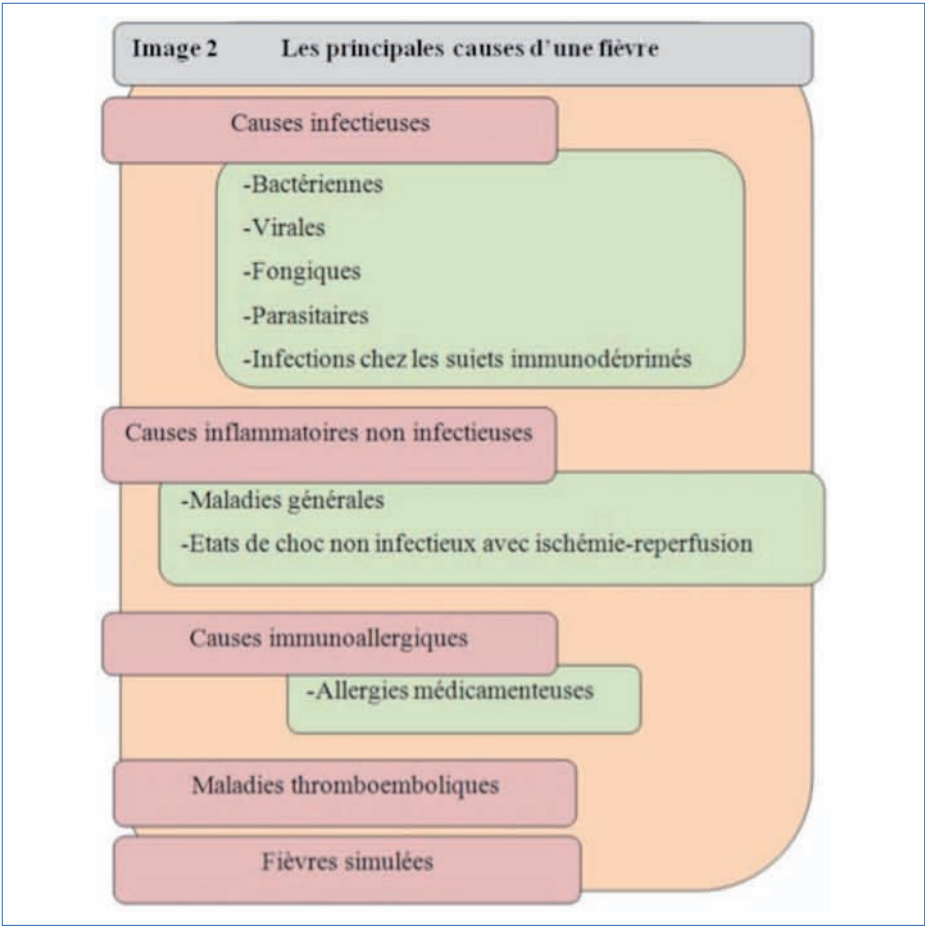 Image 2 Les principales causes d'une fièvre
Causes infectieuses
-Bactériennes
-Virales
-Fongiques
-Parasitaires
-Infections chez les sujets immunodéprimés
Causes inflammatoires non infectieuses
-Maladies générales
-Etats de choc non infectieux avec ischémie-reperfusion
Causes immunoallergiques
-Allergies médicamenteuses
Maladies thromboemboliques
Fièvres simulées